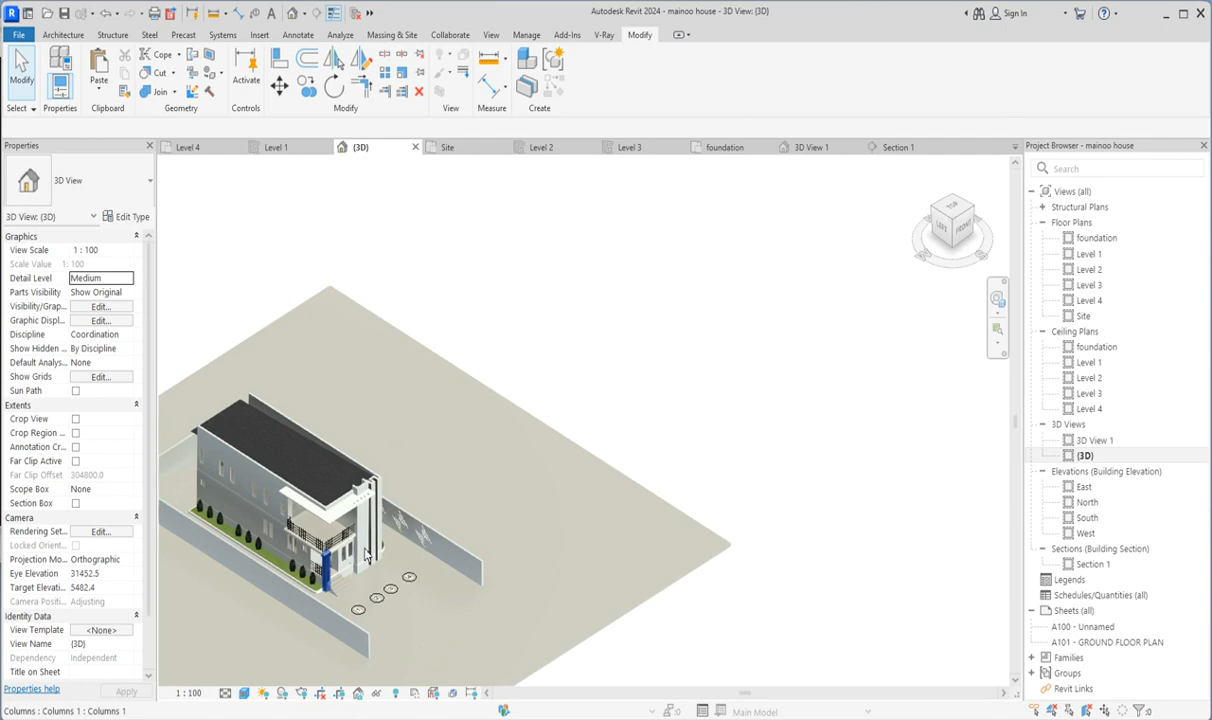 Autodesk Revit 2024 - mainoo house - 3D View: {3D}
Sign In
File Architecture Structure Steel Precast Systems Insert Annotate Analyze Massing & Site Collaborate View Manage Add-Ins V-Ray Modify
Modify
Properties
Paste
Cope
Cut
Join
Activate
Select Properties Clipboard Geometry Controls Modify View Measure Create
Properties
Level 4 Level 1 {3D} Site Level 2 Level 3 foundation 3D View 1 Section 1
Project Browser - mainoo house
3D View
3D View: {3D} Edit Type
Graphics
View Scale 1 : 100
Scale Value 1: 100
Detail Level Medium
Parts Visibility Show Original
Visibility/Grap... Edit...
Graphic Displ... Edit...
Discipline Coordination
Show Hidden ... By Discipline
Default Analys... None
Show Grids Edit...
Sun Path
Extents
Crop View
Crop Region ...
Annotation Cr...
Far Clip Active
Far Clip Offset 304800.0
Scope Box None
Section Box
Camera
Rendering Set... Edit...
Locked Orient...
Projection Mo... Orthographic
Eye Elevation 31452.5
Target Elevati... 5482.4
Camera Positi... Adjusting
Identity Data
View Template <None>
View Name {3D}
Dependency Independent
Title on Sheet
Properties help Apply
TOP
LEFT
FRONT
Search
Views (all)
Structural Plans
Floor Plans
foundation
Level 1
Level 2
Level 3
Level 4
Site
Ceiling Plans
foundation
Level 1
Level 2
Level 3
Level 4
3D Views
3D View 1
{3D}
Elevations (Building Elevation)
East
North
South
West
Sections (Building Section)
Section 1
Legends
Schedules/Quantities (all)
Sheets (all)
A100 - Unnamed
A101 - GROUND FLOOR PLAN
Families
Groups
Revit Links
1 : 100
Columns : Columns 1 : Columns 1
:0
Main Model
:0